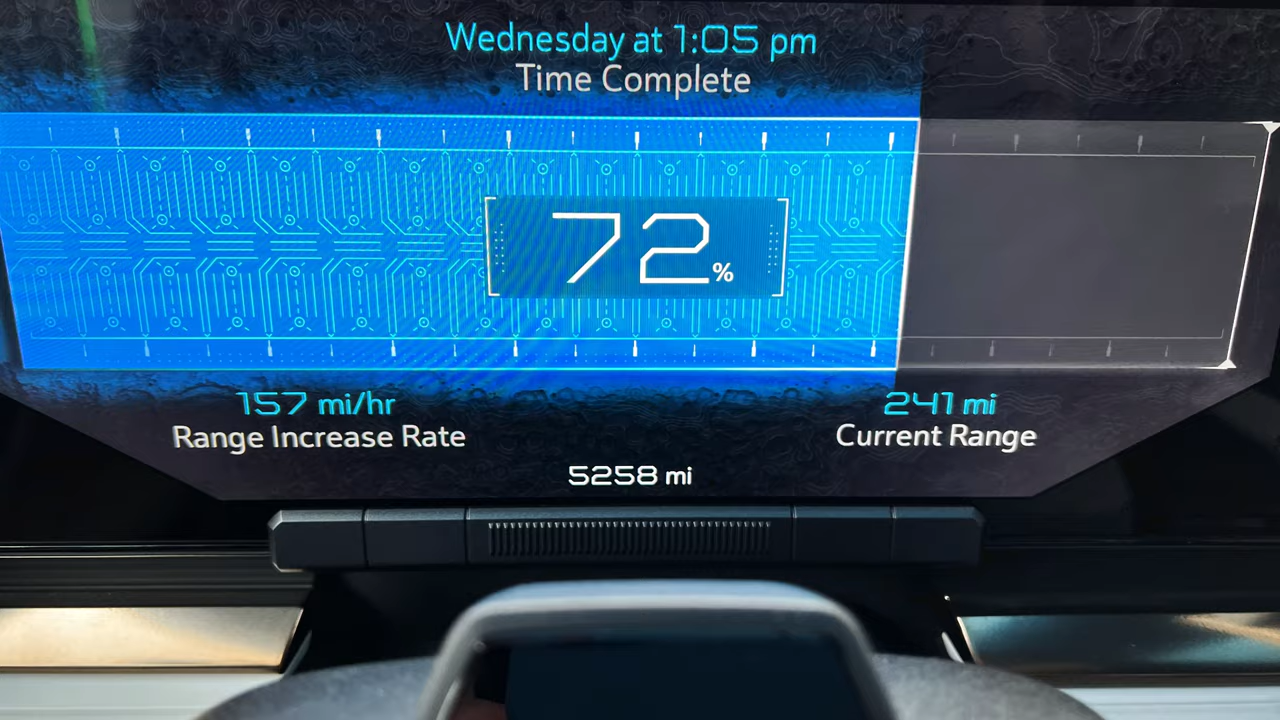 Wednesday at 1:05 pm
Time Complete
72%
157 mi/hr
Range Increase Rate
241 mi
Current Range
5258 mi